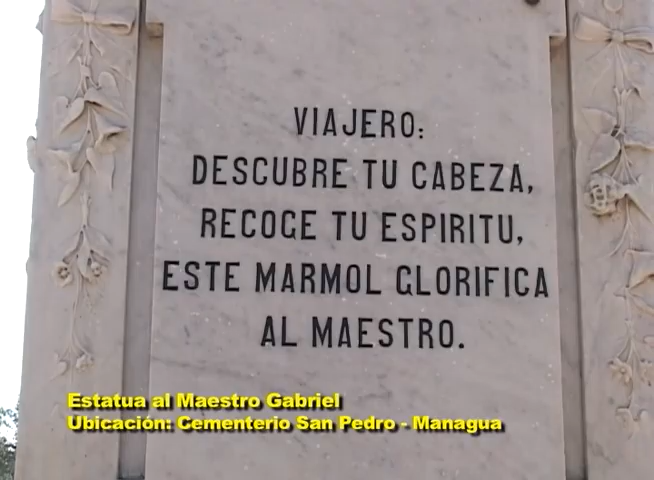 VIAJERO:
DESCUBRE TU CABEZA,
RECOGE TU ESPIRITU,
ESTE MARMOL GLORIFICA
AL MAESTRO.
Estatua al Maestro Gabriel
Ubicación: Cementerio San Pedro - Managua